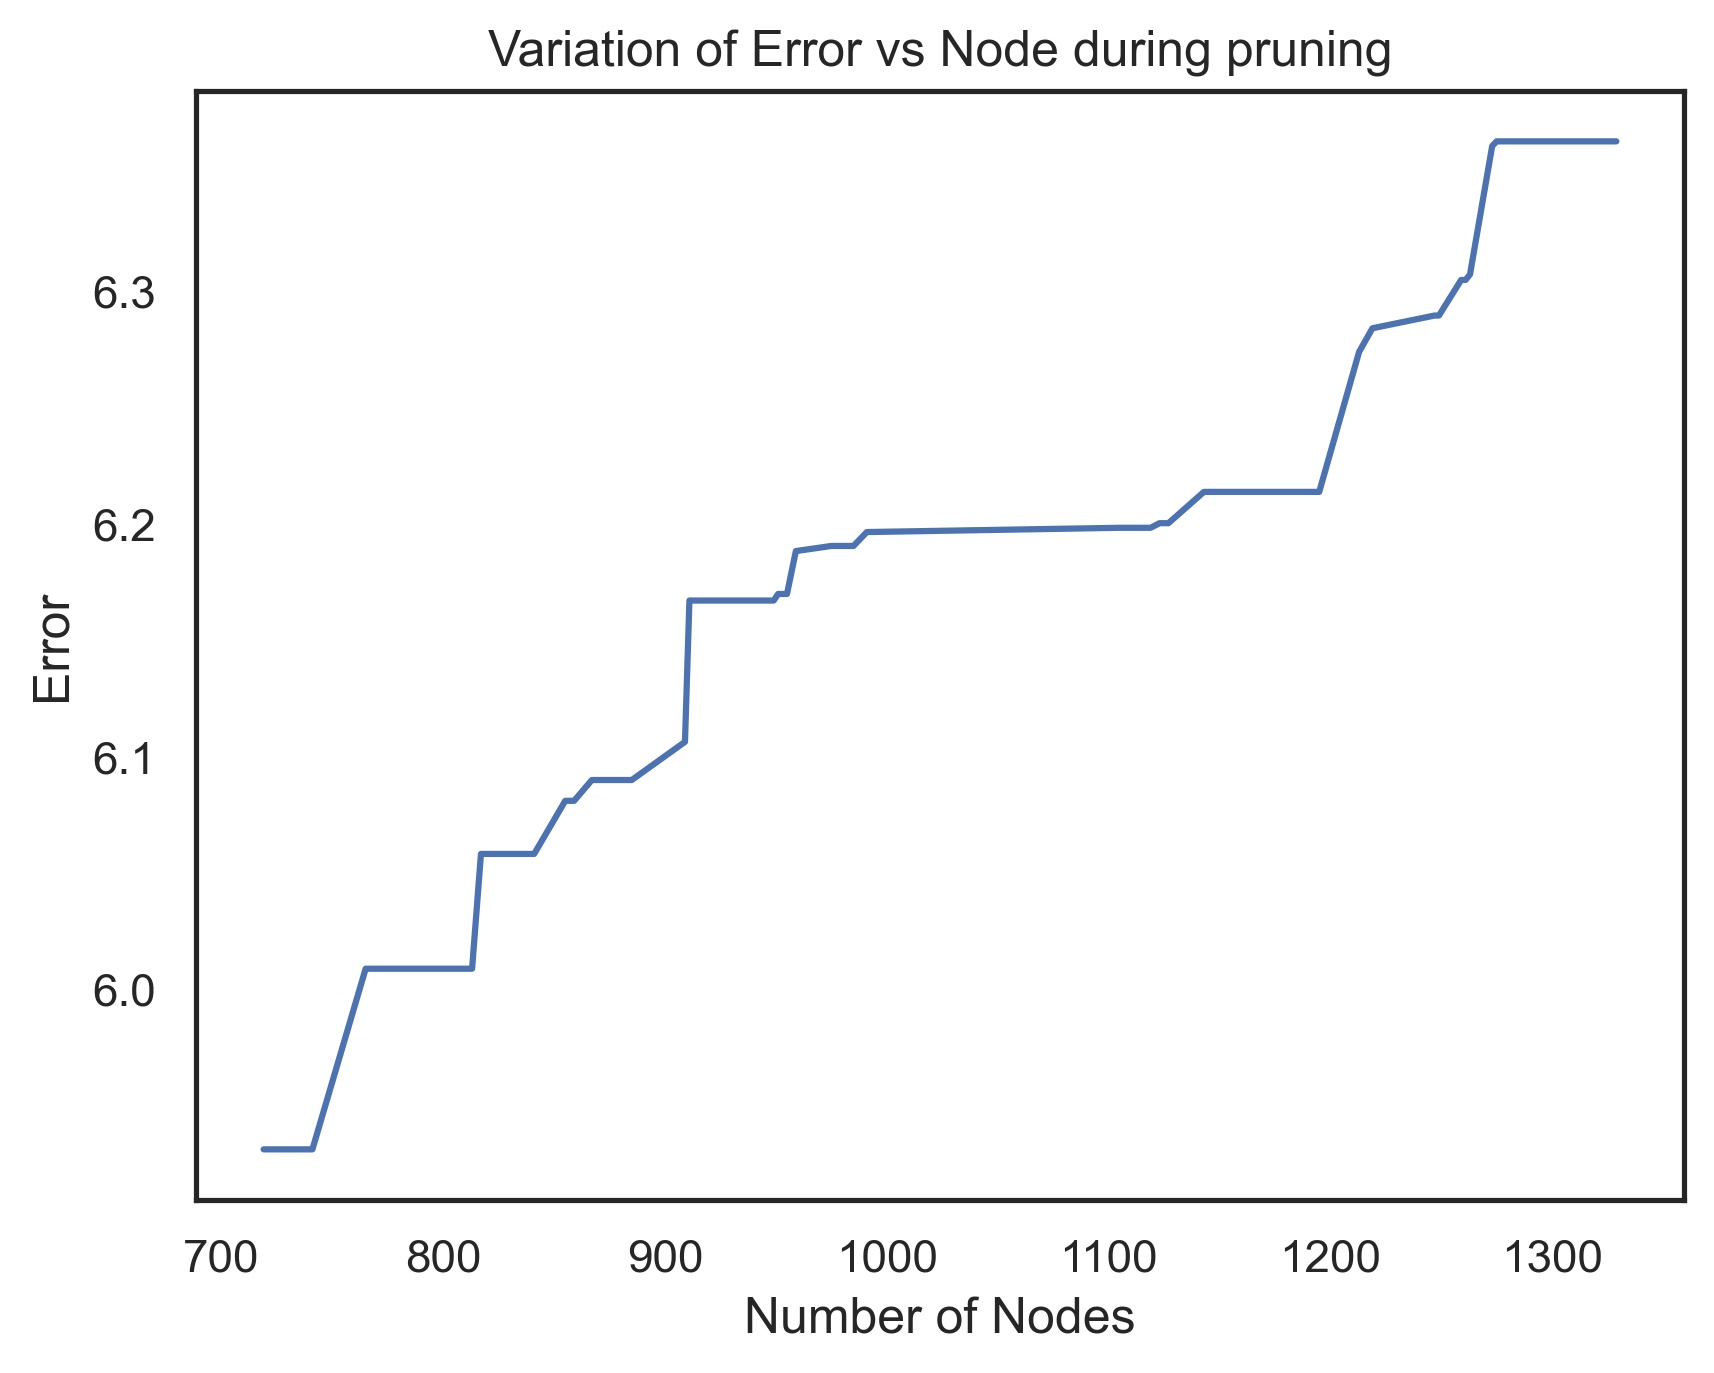 Variation of Error vs Node during pruning
6.3
6.2
6.1
6.0
Error
700 800 900 1000 1100 1200 1300
Number of Nodes